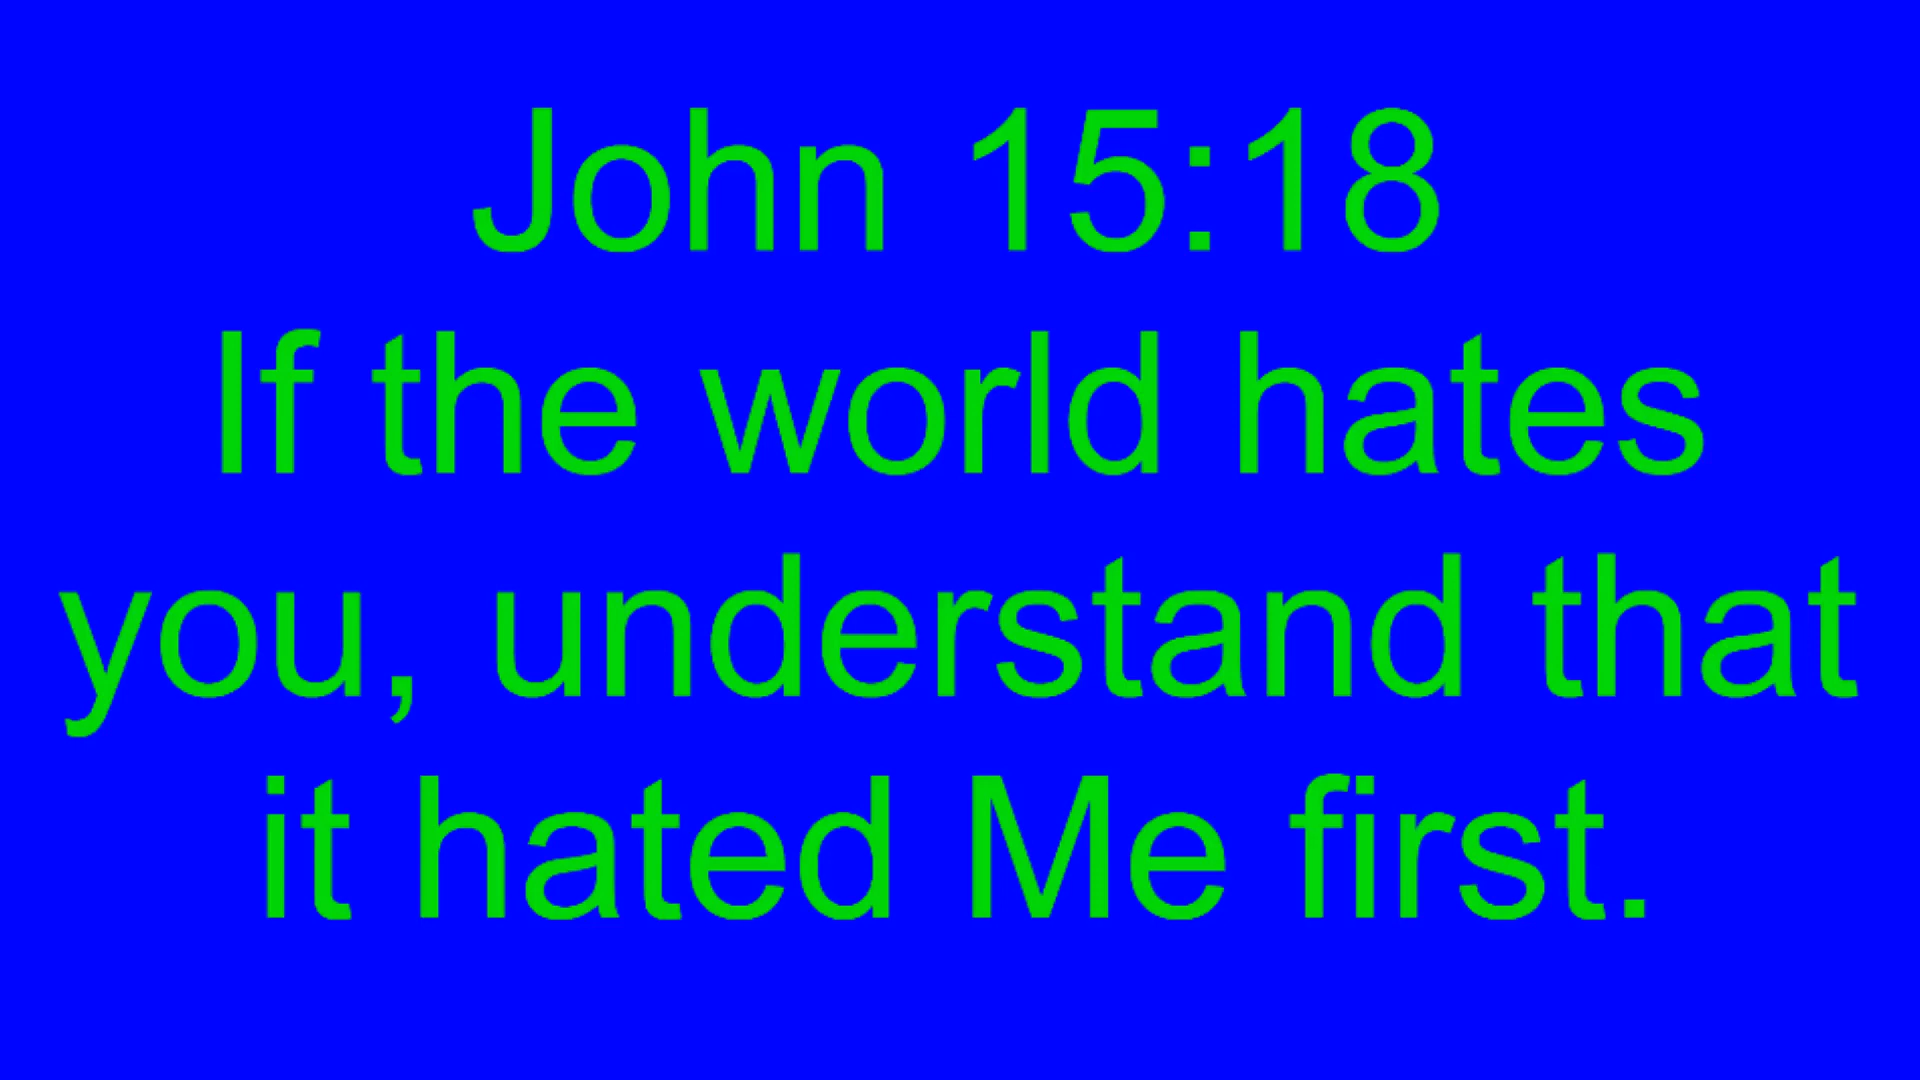 John 15:18
If the world hates
you, understand that
it hated Me first.